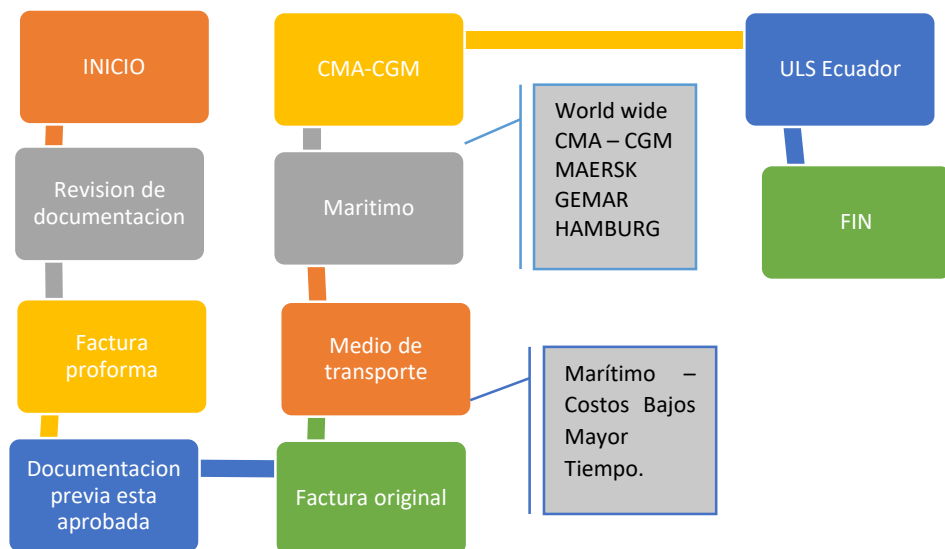 INICIO
Revision de
documentacion
Factura
proforma
Documentacion
previa esta
aprobada
Factura original
Medio de
transporte
Maritimo
CMA-CGM
ULS Ecuador
FIN
World wide
CMA – CGM
MAERSK
GEMAR
HAMBURG
Marítimo –
Costos Bajos
Mayor
Tiempo.